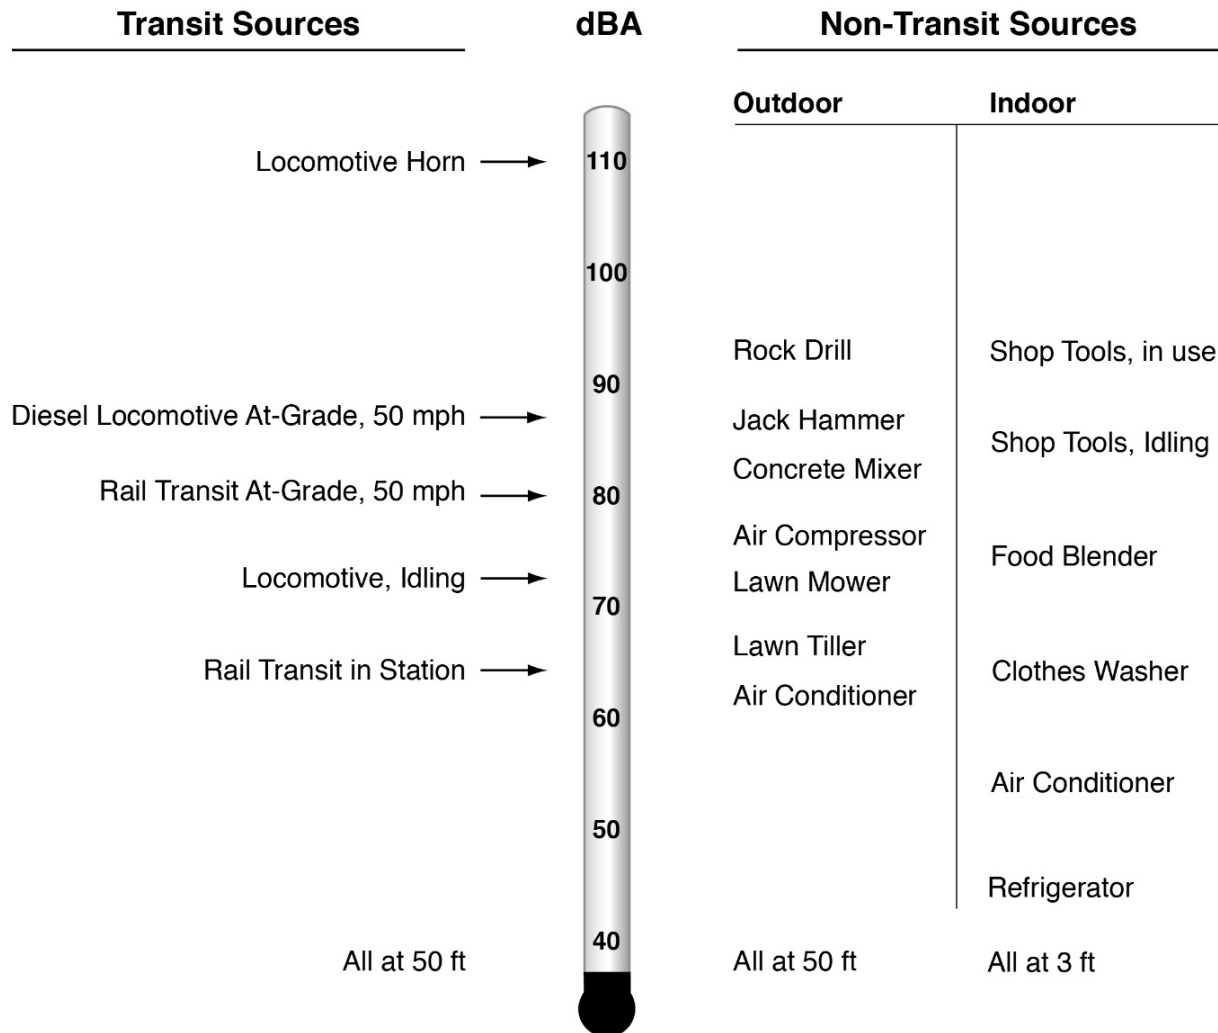 Transit Sources
dBA
Non-Transit Sources
Outdoor
Indoor
Locomotive Horn
110
100
Rock Drill
Shop Tools, in use
90
Diesel Locomotive At-Grade, 50 mph
Jack Hammer
Shop Tools, Idling
Concrete Mixer
Rail Transit At-Grade, 50 mph
80
Air Compressor
Food Blender
Locomotive, Idling
Lawn Mower
70
Lawn Tiller
Rail Transit in Station
Clothes Washer
Air Conditioner
60
Air Conditioner
50
Refrigerator
40
All at 50 ft
All at 50 ft
All at 3 ft